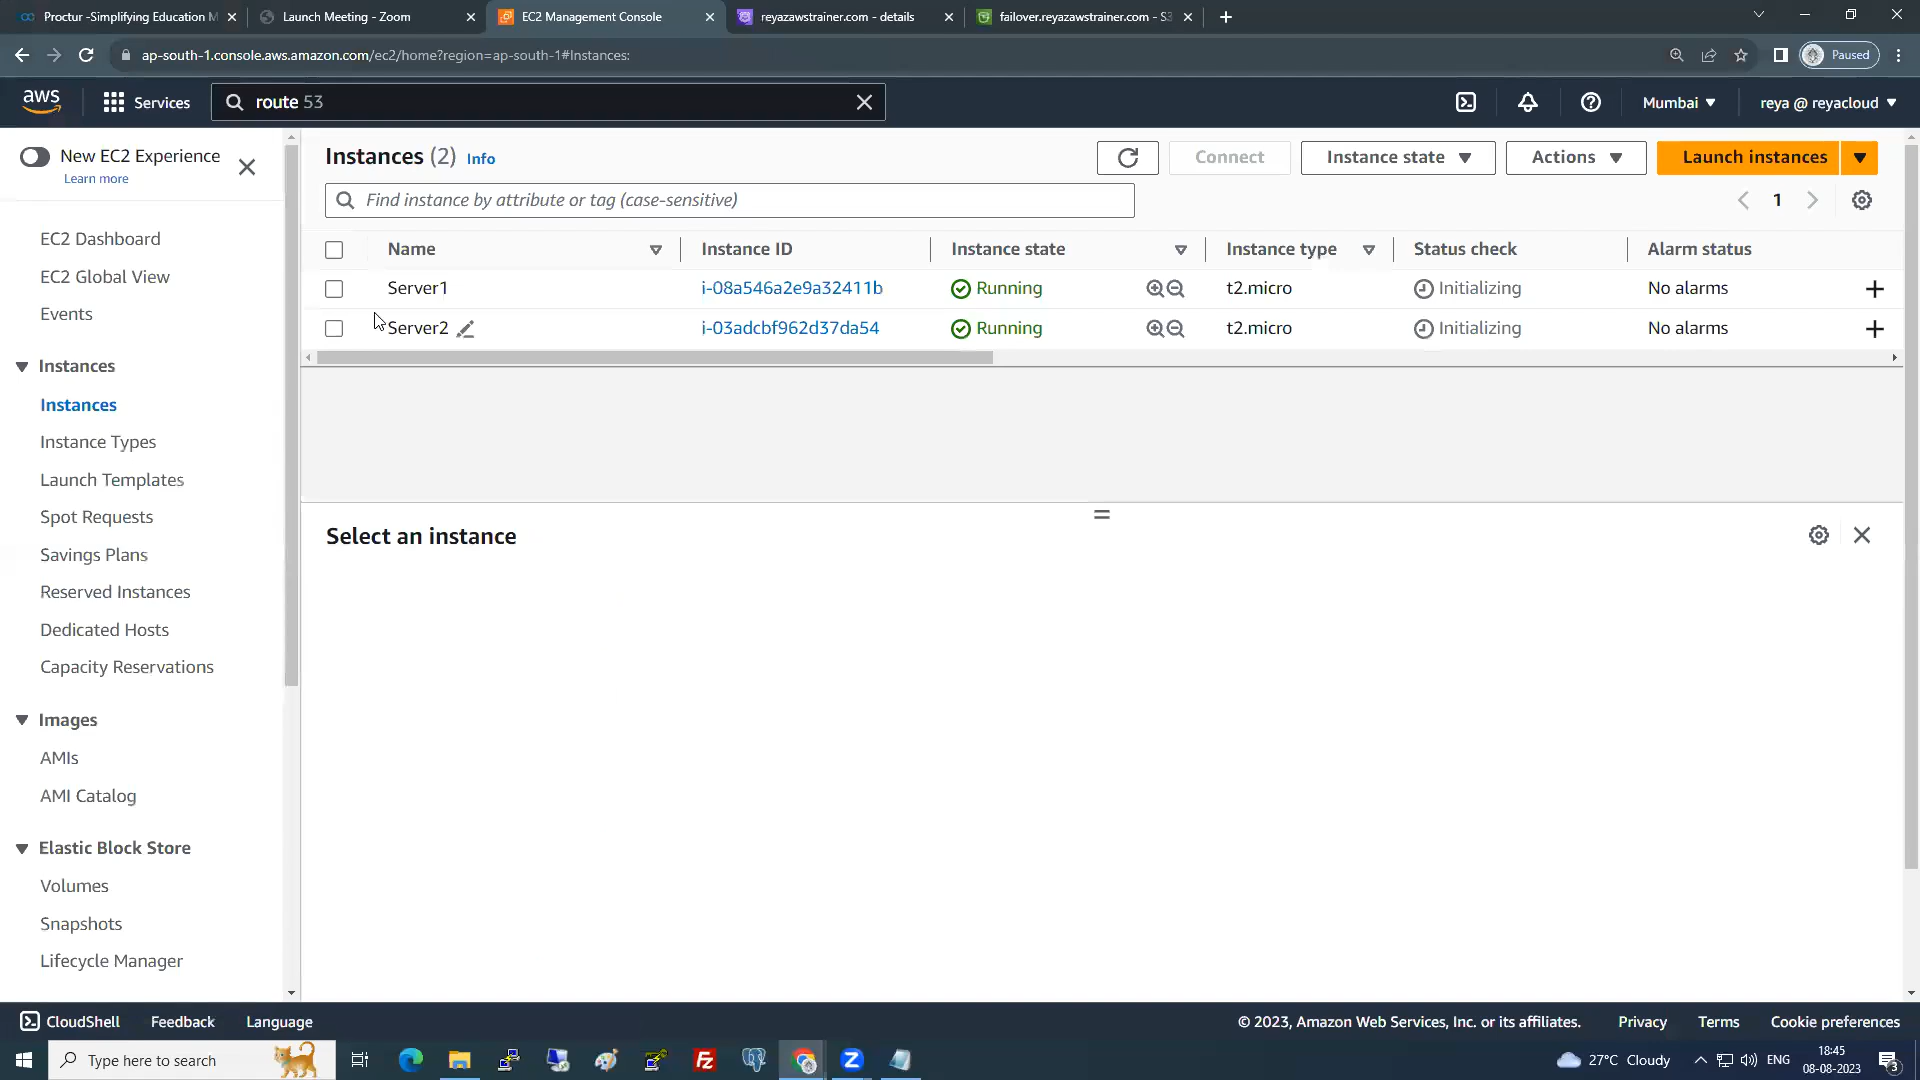 Proctur -Simplifying Education M
Launch Meeting - Zoom
EC2 Management Console
reyazawstrainer.com - details
failover.reyazawstrainer.com - S3
ap-south-1.console.aws.amazon.com/ec2/home?region=ap-south-1#Instances:
Paused
aws
Services
route 53
Mumbai
reya @ reyacloud
New EC2 Experience
Learn more
EC2 Dashboard
EC2 Global View
Events
Instances
Instances
Instance Types
Launch Templates
Spot Requests
Savings Plans
Reserved Instances
Dedicated Hosts
Capacity Reservations
Images
AMIs
AMI Catalog
Elastic Block Store
Volumes
Snapshots
Lifecycle Manager
Instances (2) Info
Connect
Instance state
Actions
Launch instances
Find instance by attribute or tag (case-sensitive)
1
Name Instance ID Instance state Instance type Status check Alarm status
Server1 i-08a546a2e9a32411b Running t2.micro Initializing No alarms
Server2 i-03adcbf962d37da54 Running t2.micro Initializing No alarms
Select an instance
CloudShell Feedback Language
© 2023, Amazon Web Services, Inc. or its affiliates. Privacy Terms Cookie preferences
Type here to search
27°C Cloudy
ENG
18:45
08-08-2023
3